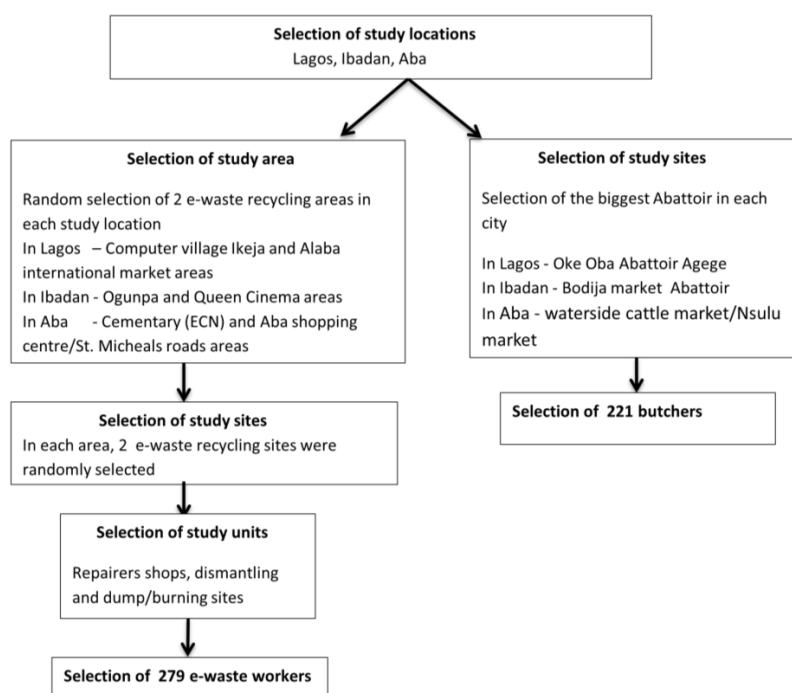 Selection of study locations
Lagos, Ibadan, Aba
Selection of study area
Random selection of 2 e-waste recycling areas in
each study location
In Lagos – Computer village Ikeja and Alaba
international market areas
In Ibadan - Ogunpa and Queen Cinema areas
In Aba - Cementary (ECN) and Aba shopping
centre/St. Micheals roads areas
Selection of study sites
In each area, 2 e-waste recycling sites were
randomly selected
Selection of study units
Repairers shops, dismantling
and dump/burning sites
Selection of 279 e-waste workers
Selection of study sites
Selection of the biggest Abattoir in each
city
In Lagos - Oke Oba Abattoir Agege
In Ibadan - Bodija market Abattoir
In Aba - waterside cattle market/Nsulu
market
Selection of 221 butchers